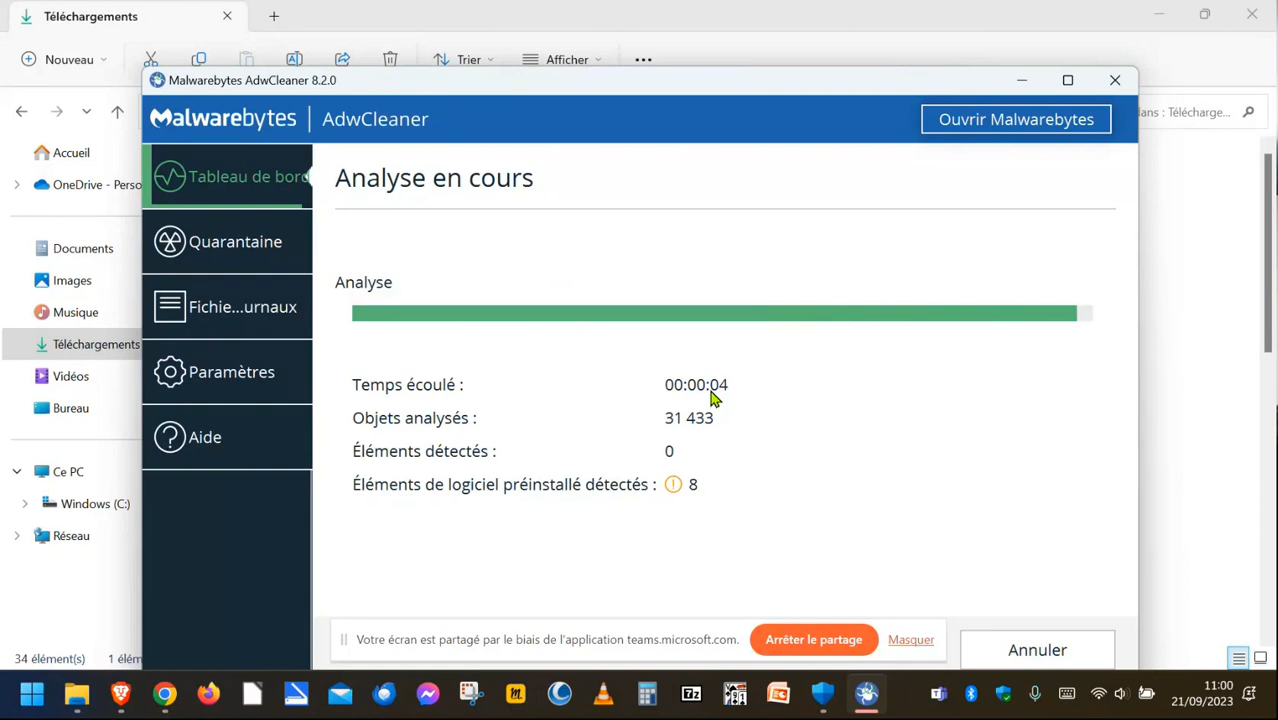 Téléchargements
Nouveau
Trier
Afficher
Malwarebytes AdwCleaner 8.2.0
Malwarebytes
AdwCleaner
Ouvrir Malwarebytes
ans : Télécharge...
Accueil
OneDrive - Perso
Documents
Images
Musique
Téléchargements
Vidéos
Bureau
Ce PC
Windows (C:)
Réseau
Tableau de bord
Quarantaine
Fichie...urnaux
Paramètres
Aide
Analyse en cours
Analyse
Temps écoulé : 00:00:04
Objets analysés : 31 433
Éléments détectés : 0
Éléments de logiciel préinstallé détectés : 8
Votre écran est partagé par le biais de l'application teams.microsoft.com.
Arrêter le partage
Masquer
Annuler
34 élément(s)
1 élém
11:00
21/09/2023